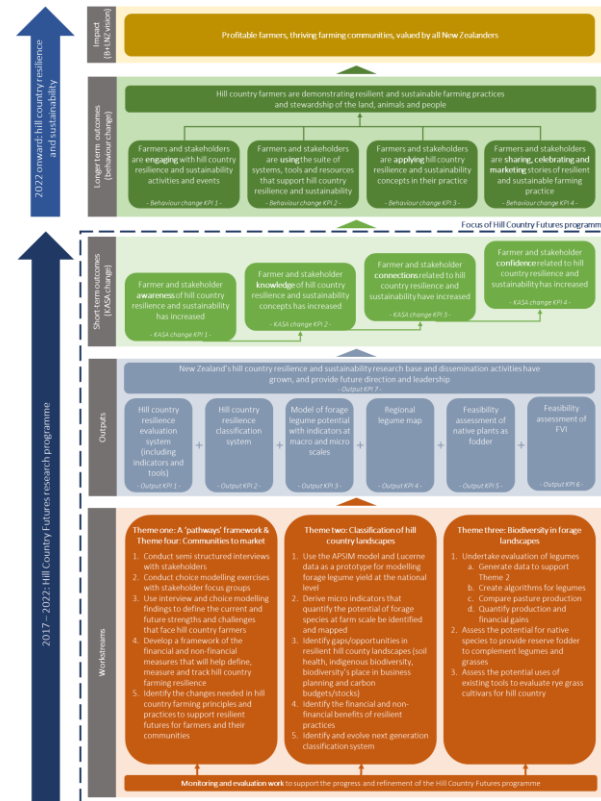 Impact
(B+LNZ vision)
Profitable farmers, thriving farming communities, valued by all New Zealanders
2022 onward: hill country resilience
and sustainability
Longer term outcomes
(behaviour change)
Hill country farmers are demonstrating resilient and sustainable farming practices
and stewardship of the land, animals and people
Farmers and stakeholders
are engaging with hill country
resilience and sustainability
activities and events
- Behaviour change KPI 1 -
Farmers and stakeholders
are using the suite of
systems, tools and resources
that support hill country
resilience and sustainability
- Behaviour change KPI 2 -
Farmers and stakeholders
are applying hill country
resilience and sustainability
concepts in their practice
- Behaviour change KPI 3 -
Farmers and stakeholders
are sharing, celebrating and
marketing stories of resilient
and sustainable farming
practice
- Behaviour change KPI 4 -
Focus of Hill Country Futures programm
2017 – 2022: Hill Country Futures research programme
Short-term outcomes
(KASA change)
Farmer and stakeholder
awareness of hill country
resilience and sustainability
has increased
- KASA change KPI 1 -
Farmer and stakeholder
knowledge of hill country
resilience and sustainability
concepts has increased
- KASA change KPI 2 -
Farmer and stakeholder
connections related to hill
country resilience and
sustainability have increased
- KASA change KPI 3 -
Farmer and stakeholder
confidence related to hill
country resilience and
sustainability has increased
- KASA change KPI 4 -
Outputs
New Zealand's hill country resilience and sustainability research base and dissemination activities have
grown, and provide future direction and leadership
- Output KPI 7 -
Hill country
resilience
evaluation
system
(including
indicators and
tools)
- Output KPI 1 -
+
Hill country
resilience
classification
system
- Output KPI 2 -
+
Model of forage
legume potential
with indicators at
macro and micro
scales
- Output KPI 3 -
+
Regional
legume map
- Output KPI 4 -
+
Feasibility
assessment of
native plants as
fodder
- Output KPI 5 -
+
Feasibility
assessment of
FVI
- Output KPI 6 -
Workstreams
Theme one: A 'pathways' framework &
Theme four: Communities to market
1. Conduct semi structured interviews
with stakeholders
2. Conduct choice modelling exercises
with stakeholder focus groups
3. Use interview and choice modelling
findings to define the current and
future strengths and challenges
that face hill country farmers
4. Develop a framework of the
financial and non-financial
measures that will help define,
measure and track hill country
farming resilience
5. Identify the changes needed in hill
country farming principles and
practices to support resilient futures
for farmers and their
communities
Theme two: Classification of hill
country landscapes
1. Use the APSIM model and Lucerne
data as a prototype for modelling
forage legume yield at the national
level
2. Derive micro indicators that
quantify the potential of forage
species at farm scale be identified
and mapped
3. Identify gaps/opportunities in
resilient hill country landscapes (soil
health, indigenous biodiversity,
biodiversity's place in business
planning and carbon
budgets/stocks)
4. Identify the financial and non-
financial benefits of resilient
practices
5. Identify and evolve next generation
classification system
Theme three: Biodiversity in forage
landscapes
1. Undertake evaluation of legumes
a. Generate data to support
Theme 2
b. Create algorithms for legumes
c. Compare pasture production
d. Quantify production and
financial gains
2. Assess the potential for native
species to provide reserve fodder
to complement legumes and
grasses
3. Assess the potential uses of
existing tools to evaluate rye grass
cultivars for hill country
Monitoring and evaluation work to support the progress and refinement of the Hill Country Futures programme